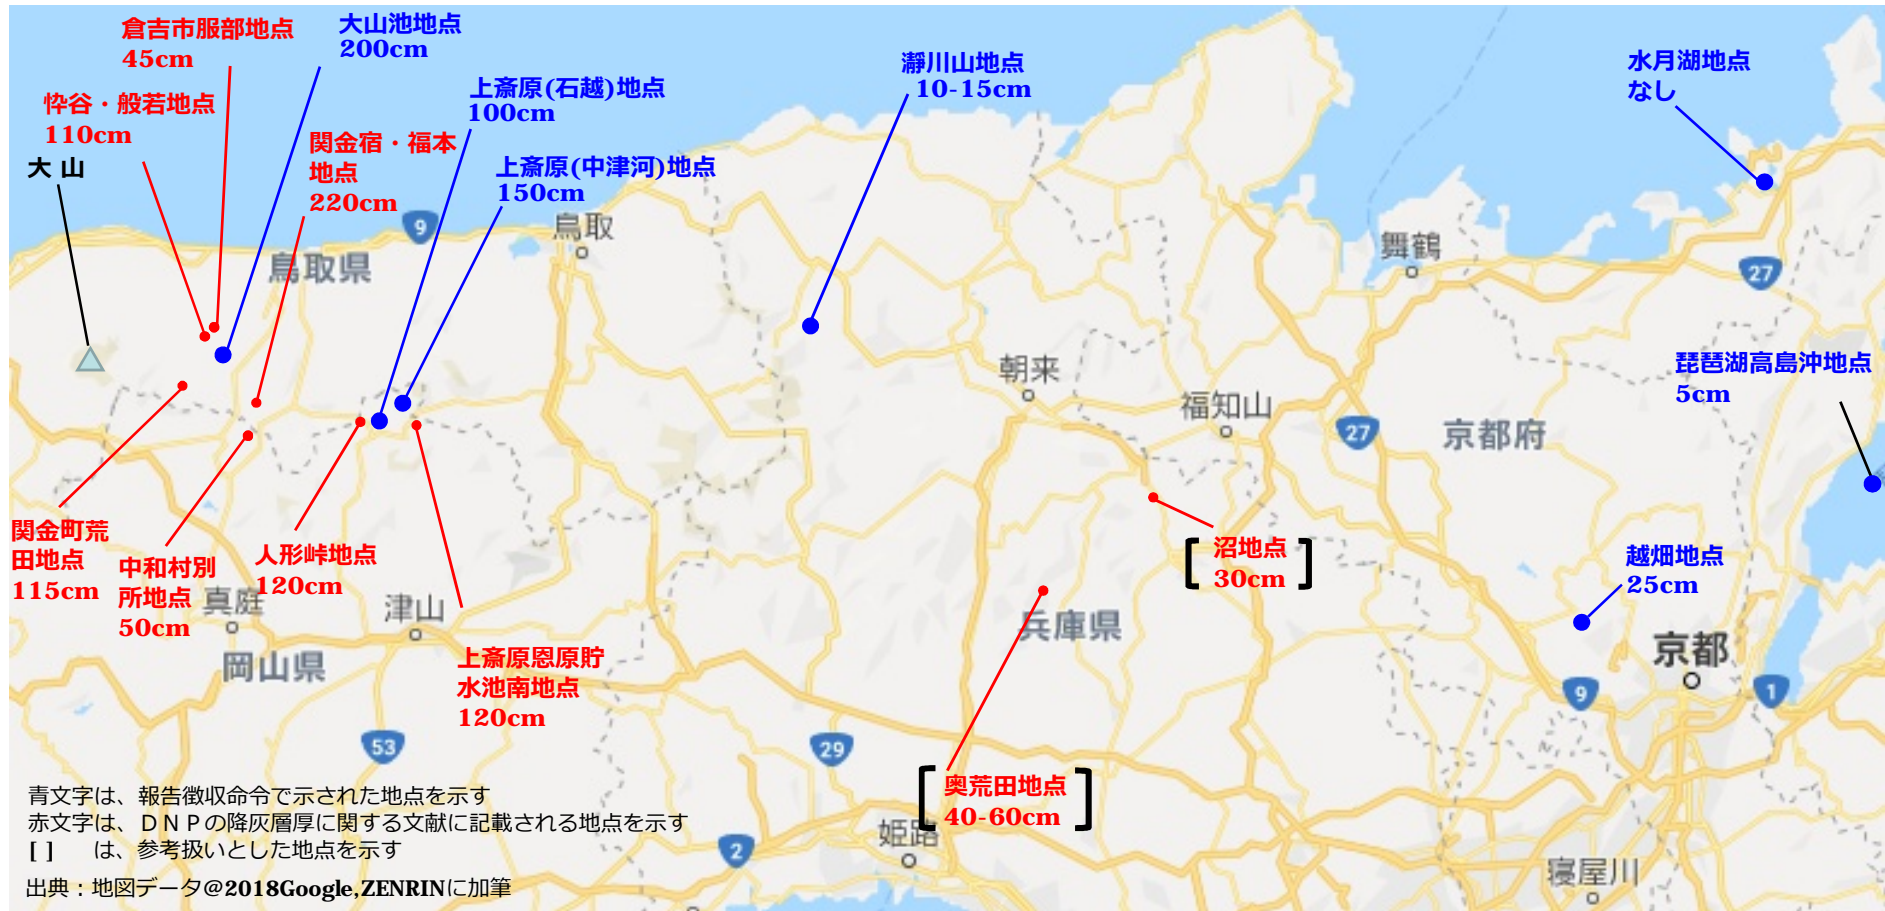 倉吉市服部地点
45cm
大山池地点
200cm
忰谷・般若地点
110cm
大 山
関金宿・福本
地点
220cm
上斎原(石越)地点
100cm
上斎原(中津河)地点
150cm
瀞川山地点
10-15cm
水月湖地点
なし
9
鳥取
鳥取県
舞鶴
27
朝来
福知山
27
京都府
琵琶湖高島沖地点
5cm
関金町荒
田地点
115cm
中和村別
所地点
50cm
人形峠地点
120cm
真庭
津山
岡山県
上斎原恩原貯
水池南地点
120cm
沼地点
30cm
兵庫県
越畑地点
25cm
京都
9
1
53
29
奥荒田地点
40-60cm
姫路
2
寝屋川
青文字は、報告徴収命令で示された地点を示す
赤文字は、ＤＮＰの降灰層厚に関する文献に記載される地点を示す
[ ] は、参考扱いとした地点を示す
出典：地図データ@2018Google,ZENRINに加筆